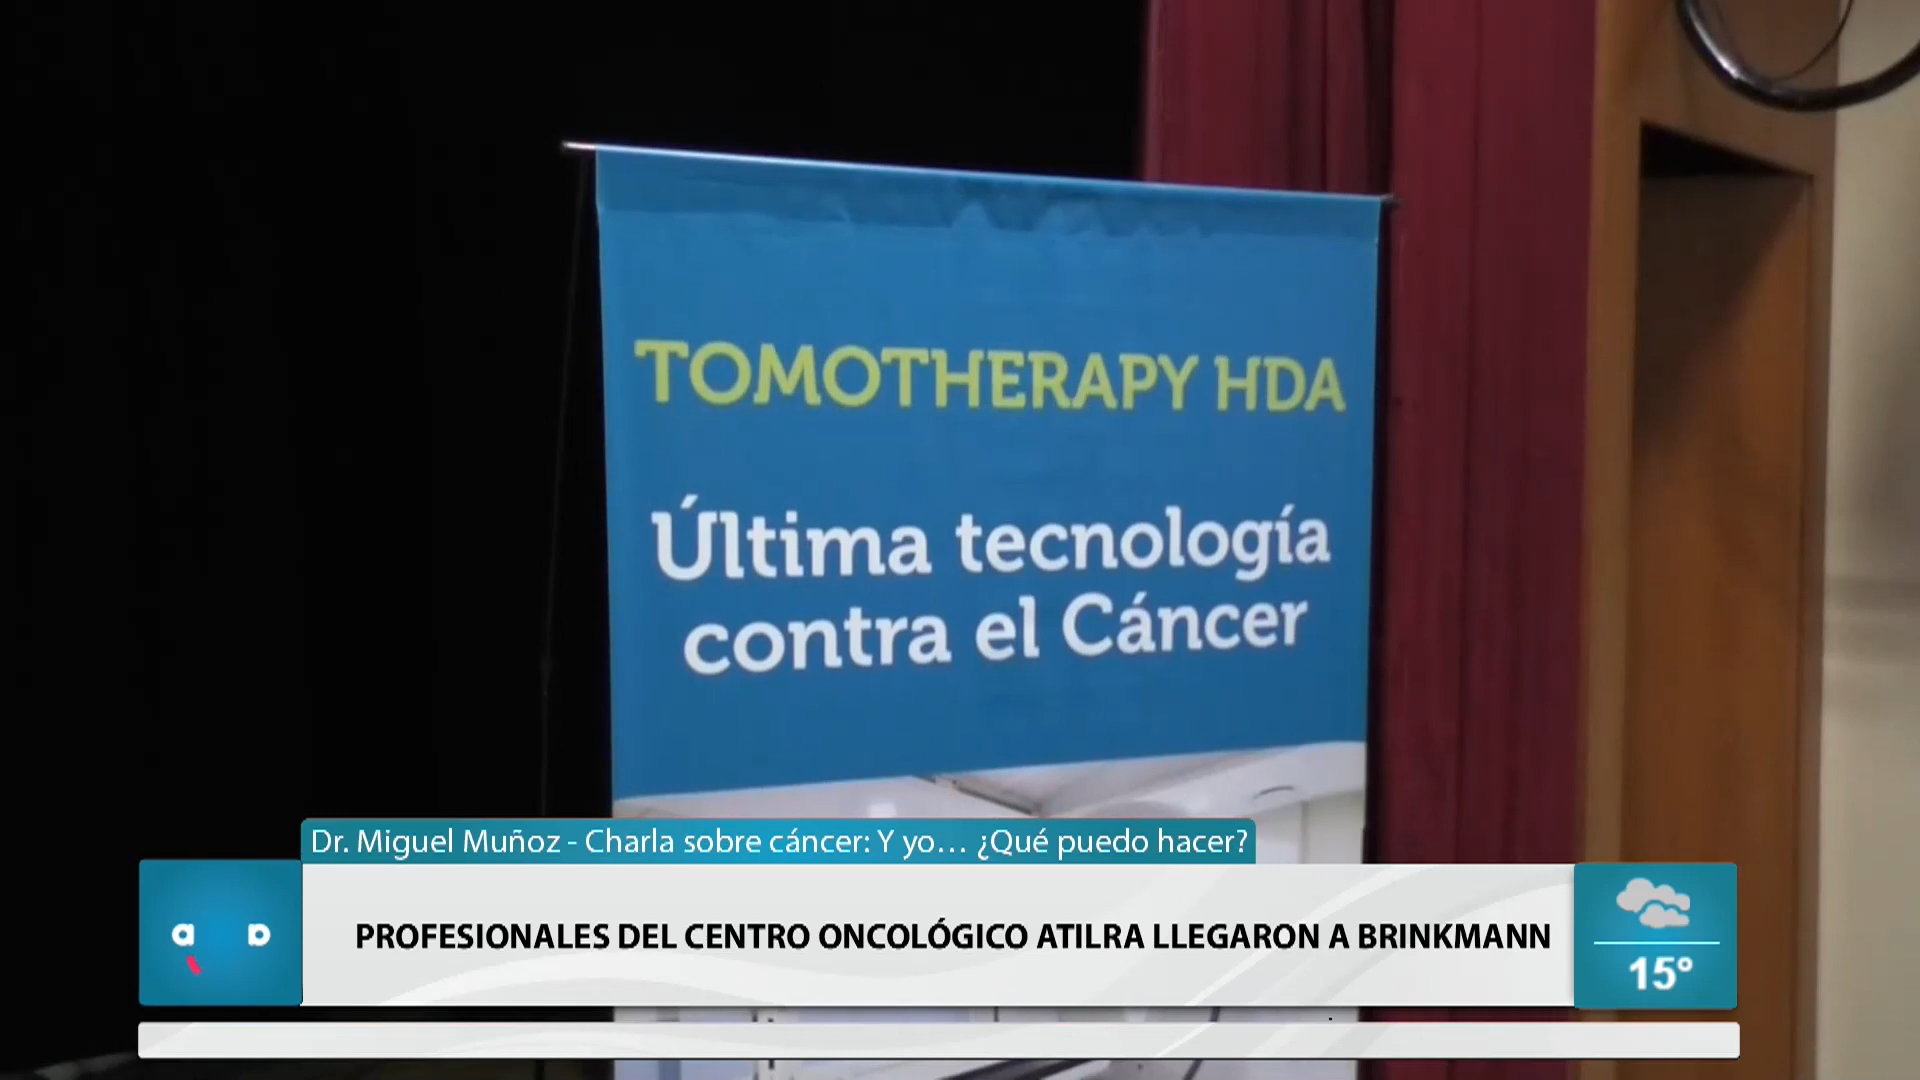 TOMOTHERAPY HDA
Última tecnología
contra el Cáncer
Dr. Miguel Muñoz - Charla sobre cáncer: Y yo... ¿Qué puedo hacer?
PROFESIONALES DEL CENTRO ONCOLÓGICO ATILRA LLEGARON A BRINKMANN
15°